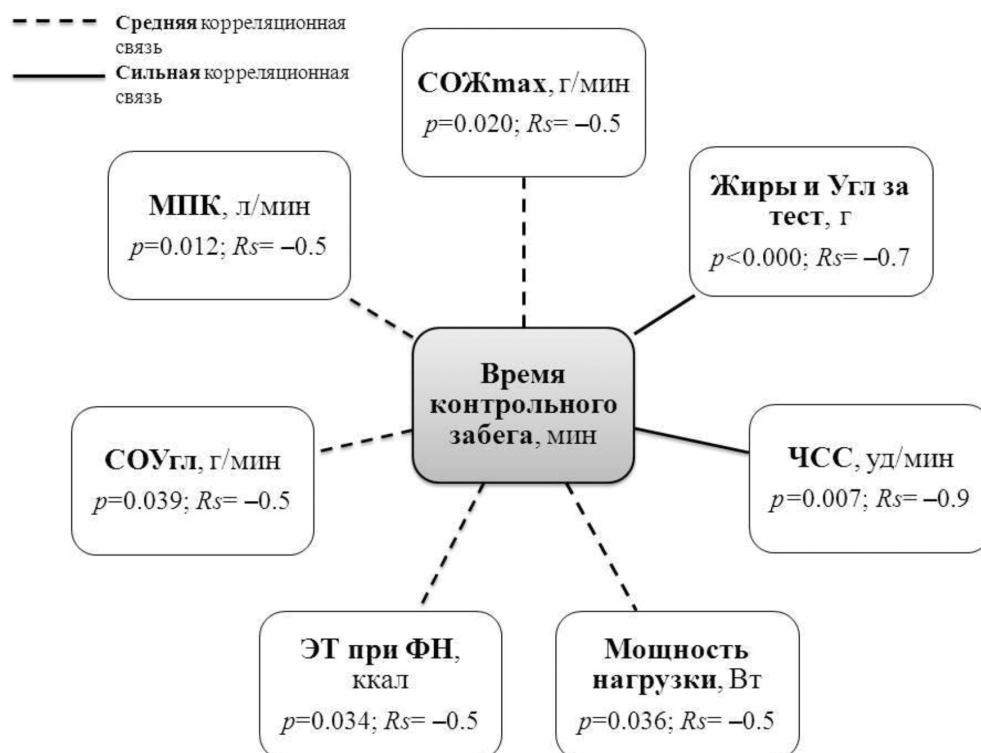 Средняя корреляционная
связь
Сильная корреляционная
связь
СОЖmax, г/мин
p=0.020; Rs= –0.5
МПК, л/мин
p=0.012; Rs= –0.5
Жиры и Угл за
тест, г
p<0.000; Rs= –0.7
Время
контрольного
забега, мин
СОУгл, г/мин
p=0.039; Rs= –0.5
ЧСС, уд/мин
p=0.007; Rs= –0.9
ЭТ при ФН,
ккал
p=0.034; Rs= –0.5
Мощность
нагрузки, Вт
p=0.036; Rs= –0.5